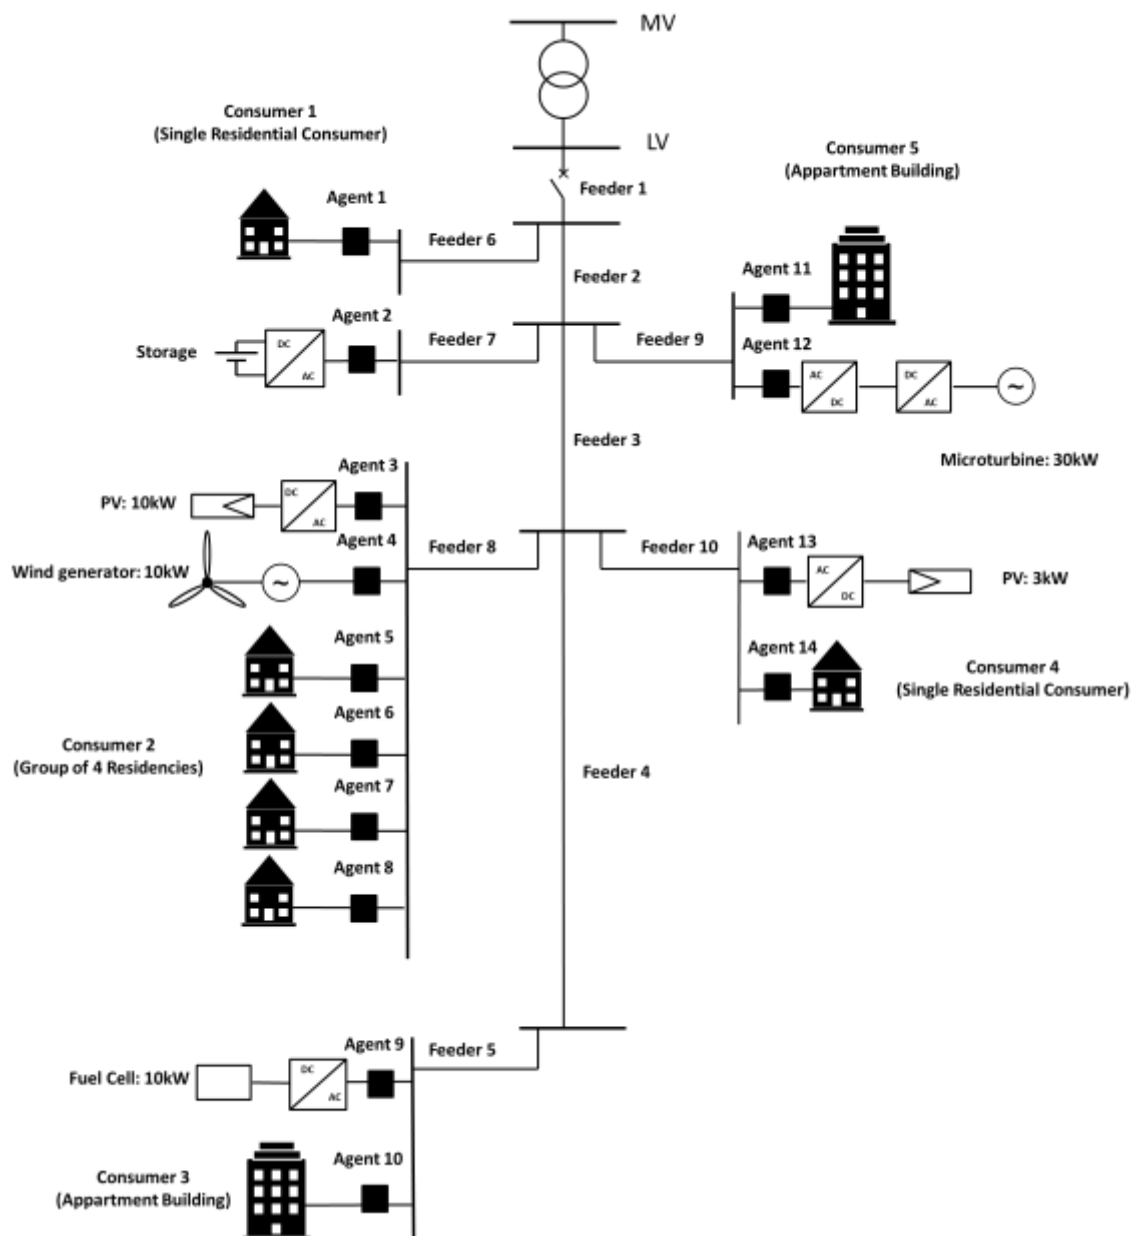 MV
Consumer 1
(Single Residential Consumer)
LV
Consumer 5
(Appartment Building)
Feeder 1
Agent 1
Feeder 6
Feeder 2
Agent 11
Agent 2
Feeder 7
Feeder 9
Agent 12
Storage
DC
AC
AC
DC
DC
AC
~
Feeder 3
Microturbine: 30kW
Agent 3
PV: 10kW
DC
AC
Agent 4
Feeder 8
Feeder 10
Agent 13
Wind generator: 10kW
~
AC
DC
PV: 3kW
Agent 5
Agent 14
Consumer 4
(Single Residential Consumer)
Agent 6
Consumer 2
(Group of 4 Residencies)
Feeder 4
Agent 7
Agent 8
Agent 9
Feeder 5
Fuel Cell: 10kW
DC
AC
Agent 10
Consumer 3
(Appartment Building)